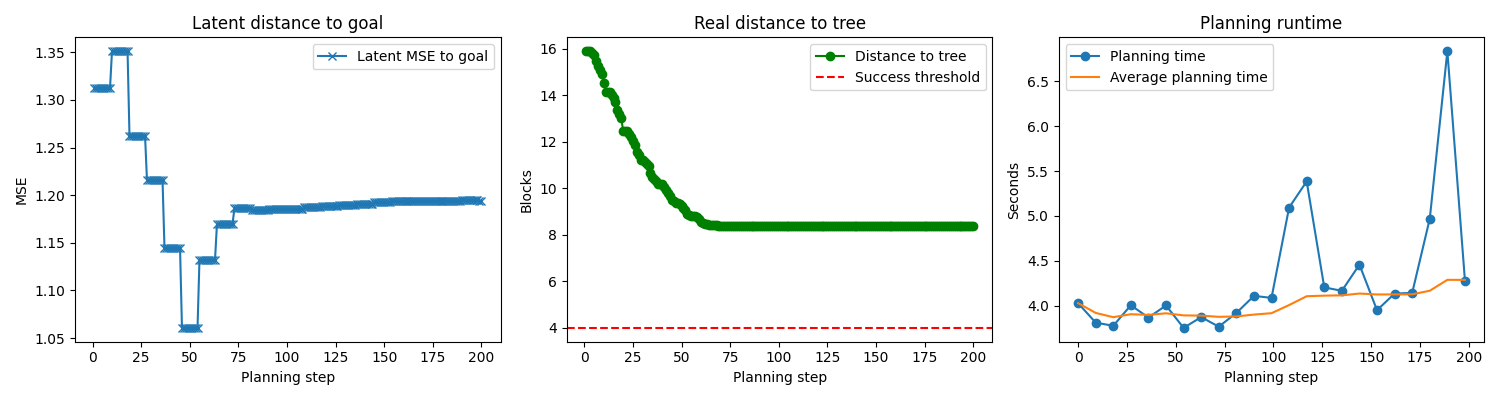 Latent distance to goal
Latent MSE to goal
MSE
1.35
1.30
1.25
1.20
1.15
1.10
1.05
0 25 50 75 100 125 150 175 200
Planning step
Real distance to tree
Distance to tree
Success threshold
Blocks
16
14
12
10
8
6
4
0 25 50 75 100 125 150 175 200
Planning step
Planning runtime
Planning time
Average planning time
Seconds
6.5
6.0
5.5
5.0
4.5
4.0
0 25 50 75 100 125 150 175 200
Planning step